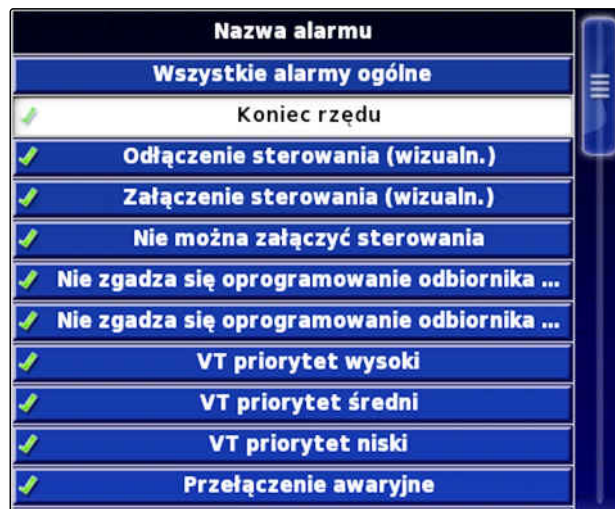 Nazwa alarmu
Wszystkie alarmy ogólne
Koniec rzędu
Odłączenie sterowania (wizualn.)
Załączenie sterowania (wizualn.)
Nie można załączyć sterowania
Nie zgadza się oprogramowanie odbiornika ...
Nie zgadza się oprogramowanie odbiornika ...
VT priorytet wysoki
VT priorytet średni
VT priorytet niski
Przełączenie awaryjne